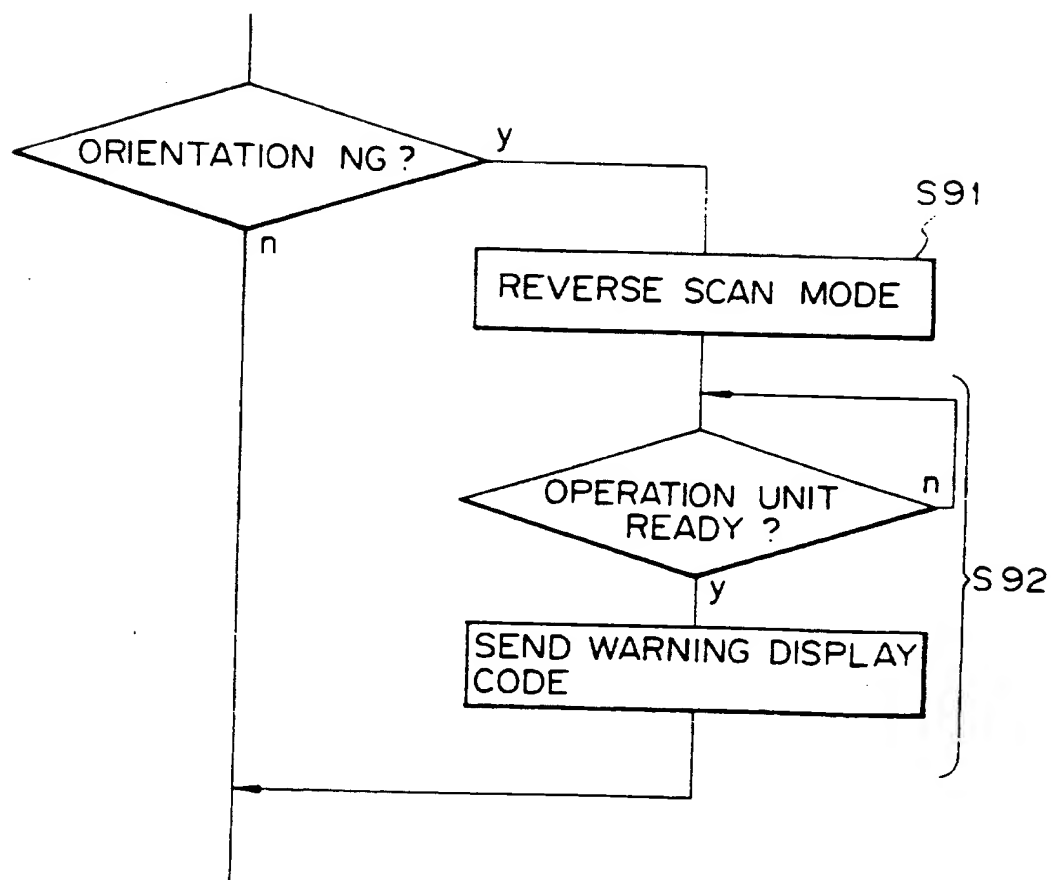 ORIENTATION NG?
y
n
S91
REVERSE SCAN MODE
OPERATION UNIT
READY ?
n
y
S92
SEND WARNING DISPLAY
CODE